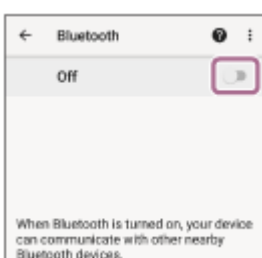 Bluetooth
Off
When Bluetooth is turned on, your device
can communicate with other nearby
Bluetooth devices.